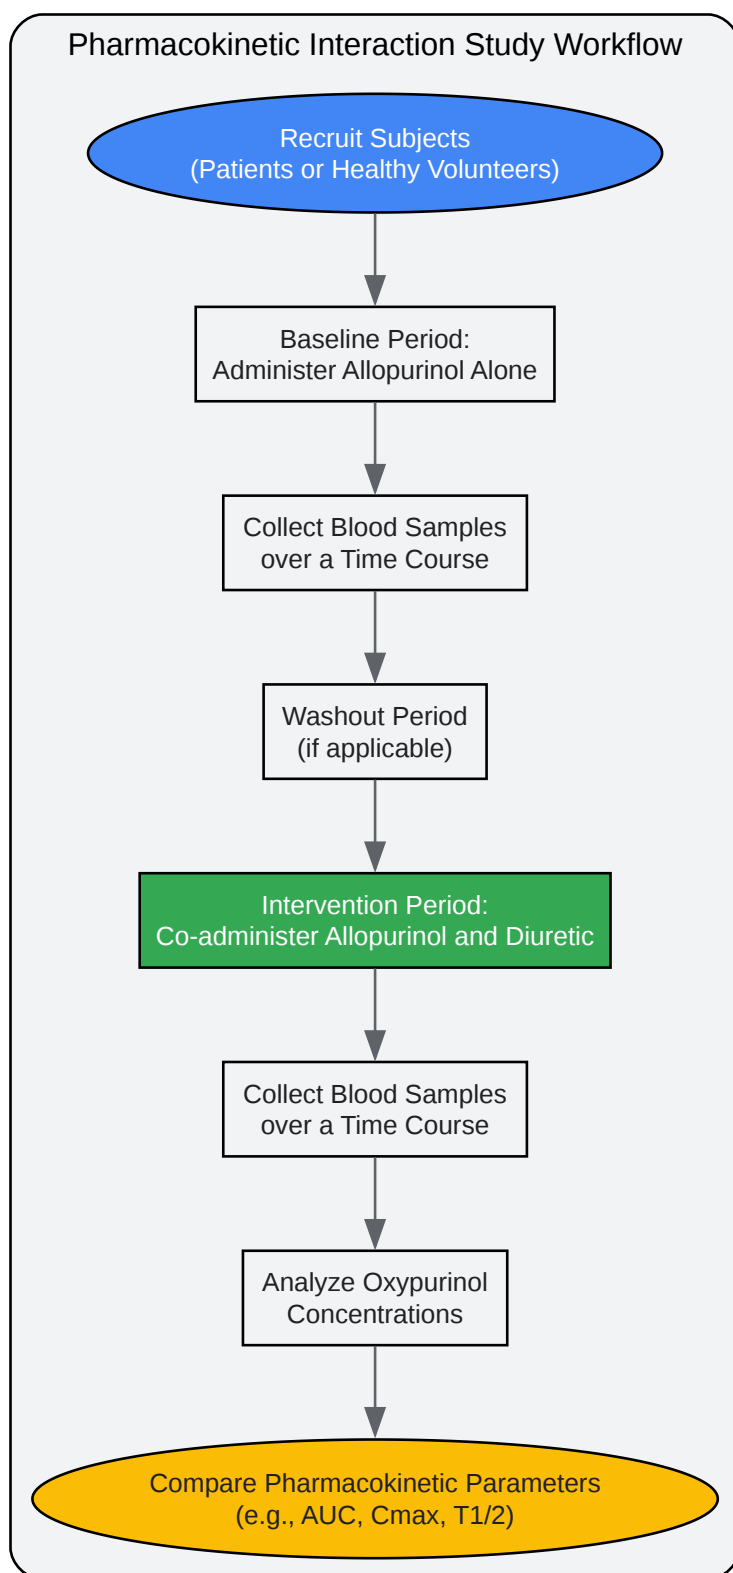 Pharmacokinetic Interaction Study Workflow
Recruit Subjects
(Patients or Healthy Volunteers)
Baseline Period:
Administer Allopurinol Alone
Collect Blood Samples
over a Time Course
Washout Period
(if applicable)
Intervention Period:
Co-administer Allopurinol and Diuretic
Collect Blood Samples
over a Time Course
Analyze Oxypurinol
Concentrations
Compare Pharmacokinetic Parameters
(e.g., AUC, Cmax, T1/2)